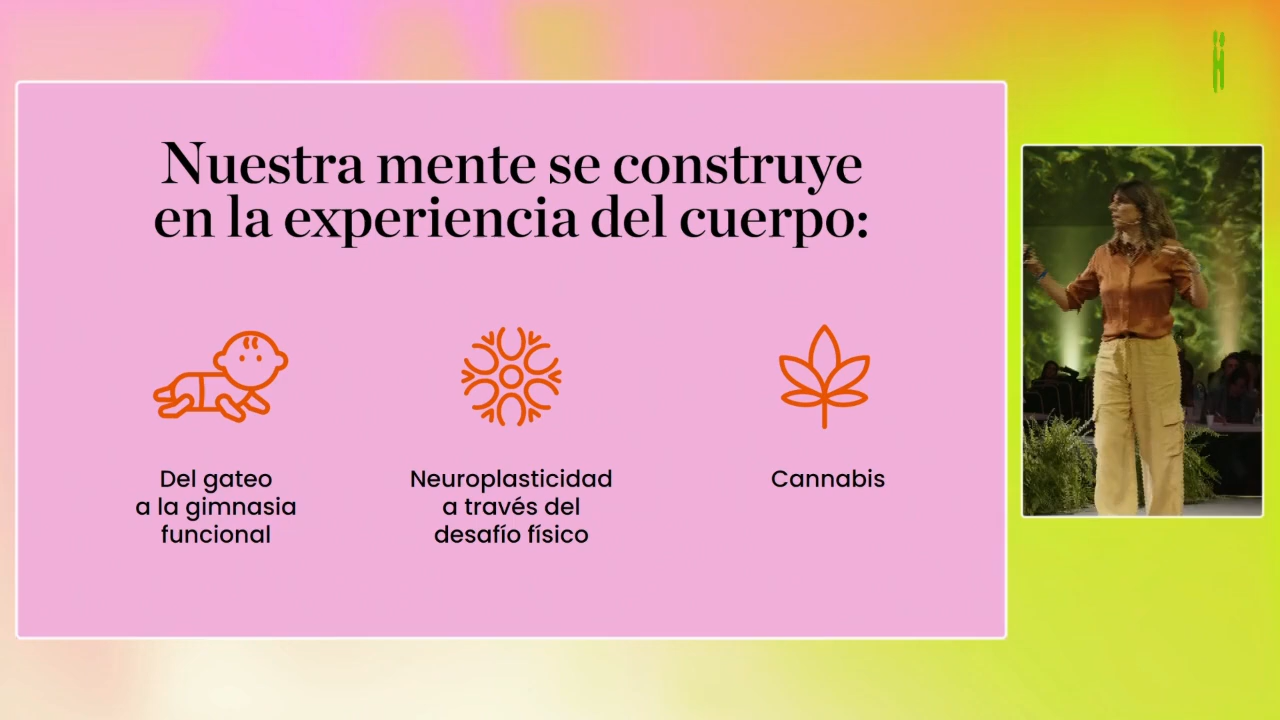 Nuestra mente se construye
en la experiencia del cuerpo:
Del gateo
a la gimnasia
funcional
Neuroplasticidad
a través del
desafío físico
Cannabis